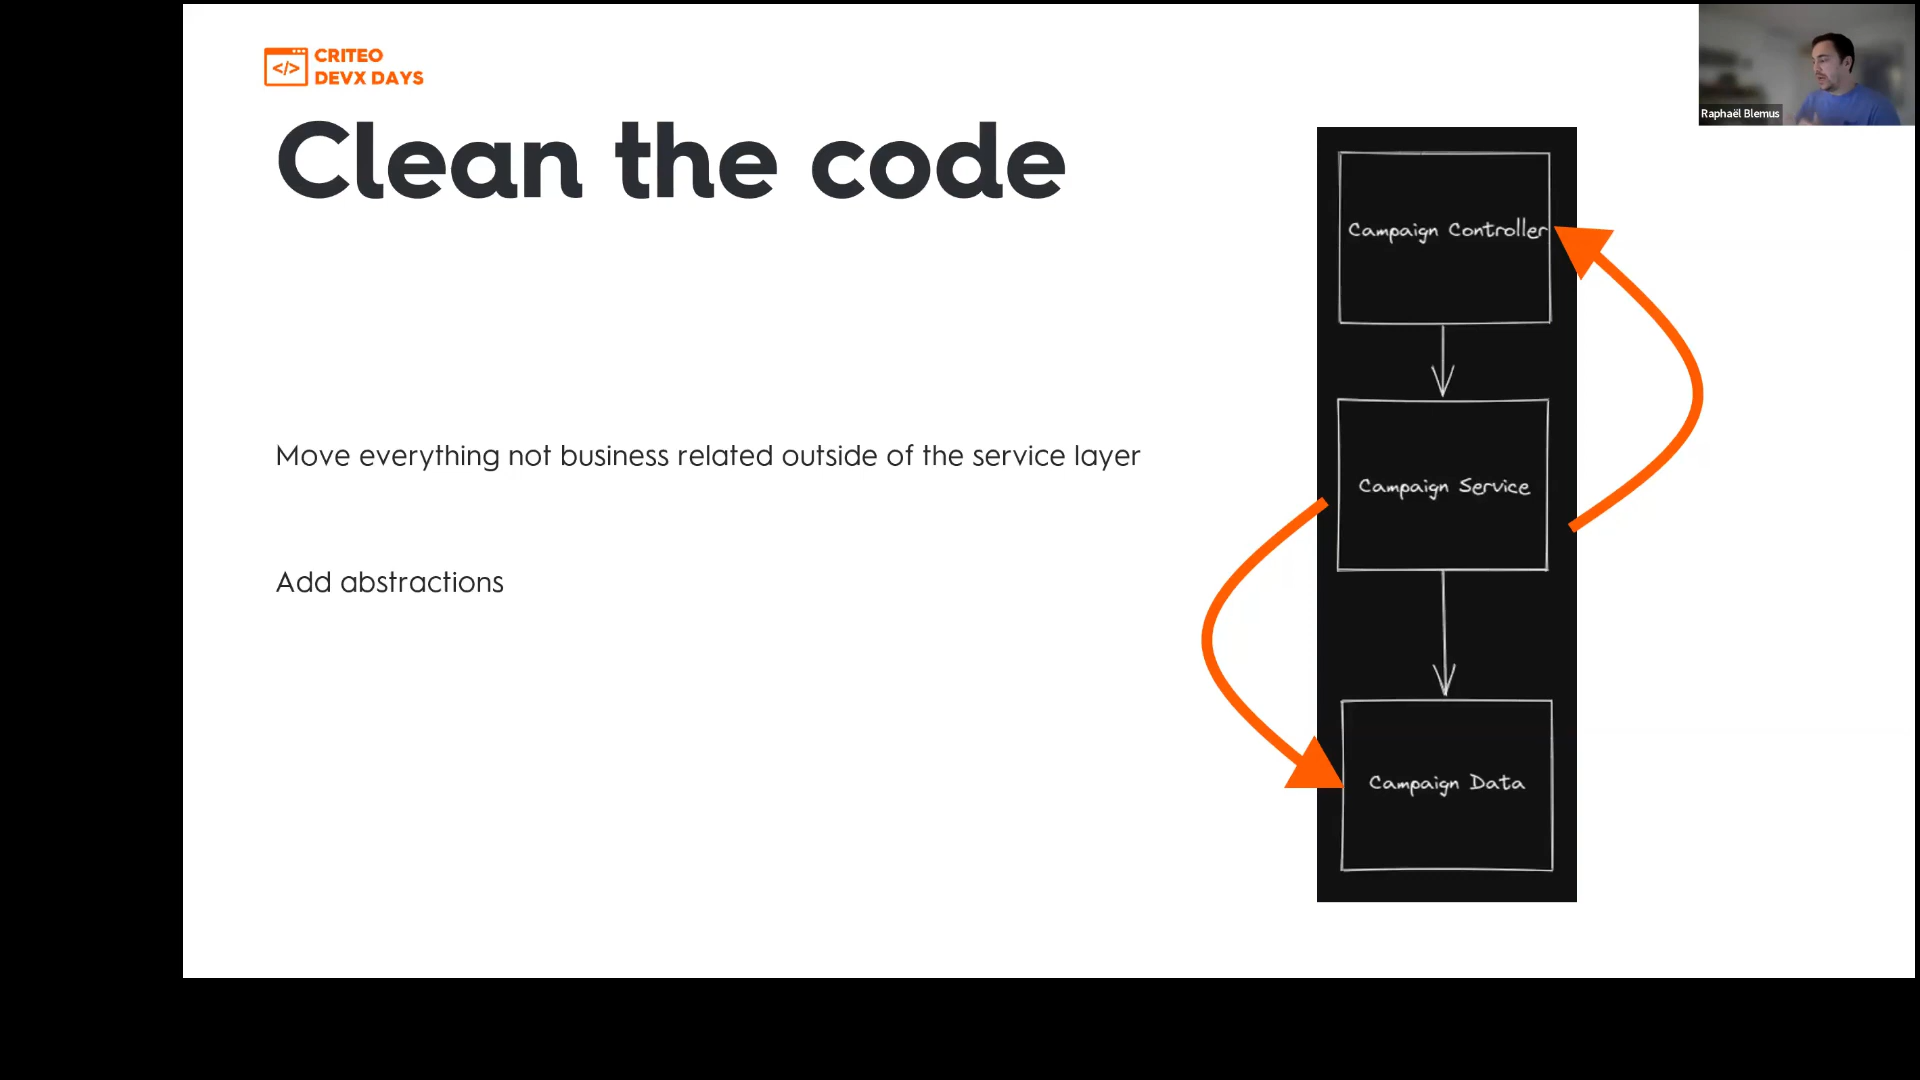 CRITEO
DEVX DAYS
Clean the code
Raphaël Blemus
Move everything not business related outside of the service layer
Add abstractions
Campaign Controller
Campaign Service
Campaign Data